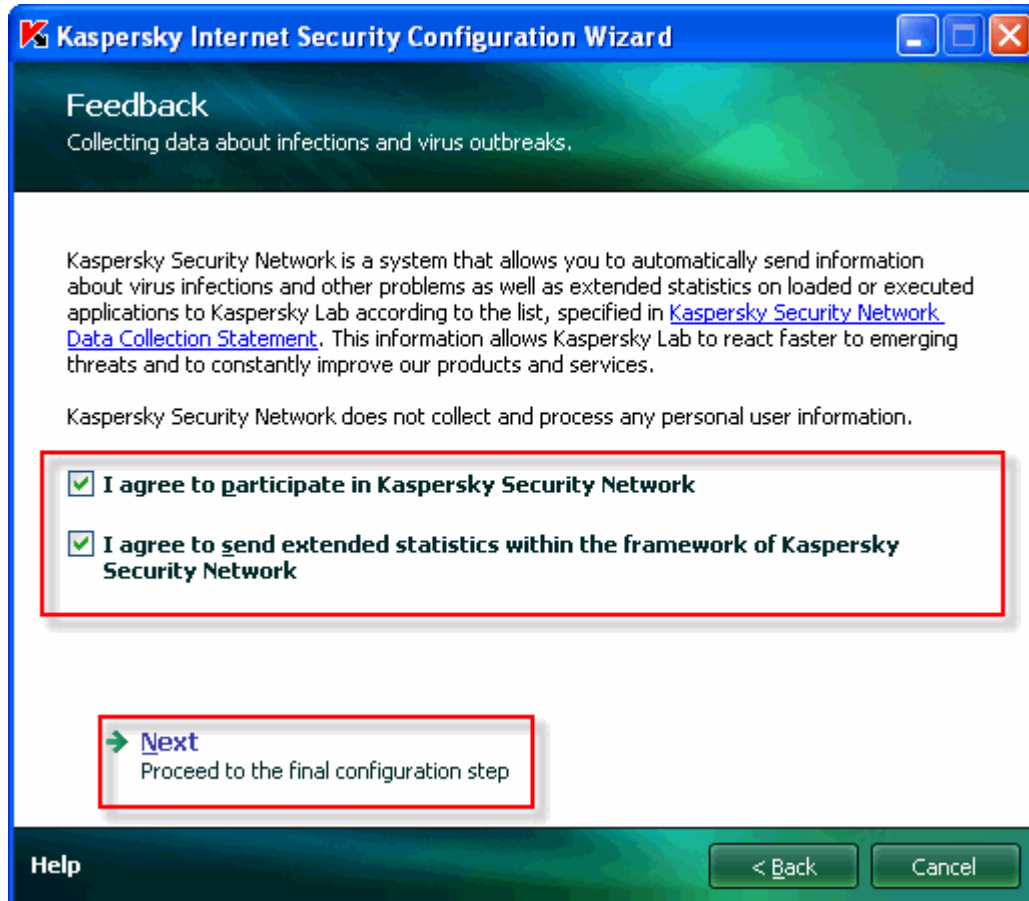 Kaspersky Internet Security Configuration Wizard
Feedback
Collecting data about infections and virus outbreaks.
Kaspersky Security Network is a system that allows you to automatically send information
about virus infections and other problems as well as extended statistics on loaded or executed
applications to Kaspersky Lab according to the list, specified in Kaspersky Security Network
Data Collection Statement. This information allows Kaspersky Lab to react faster to emerging
threats and to constantly improve our products and services.
Kaspersky Security Network does not collect and process any personal user information.
I agree to participate in Kaspersky Security Network
I agree to send extended statistics within the framework of Kaspersky
Security Network
Next
Proceed to the final configuration step
Help
< Back
Cancel